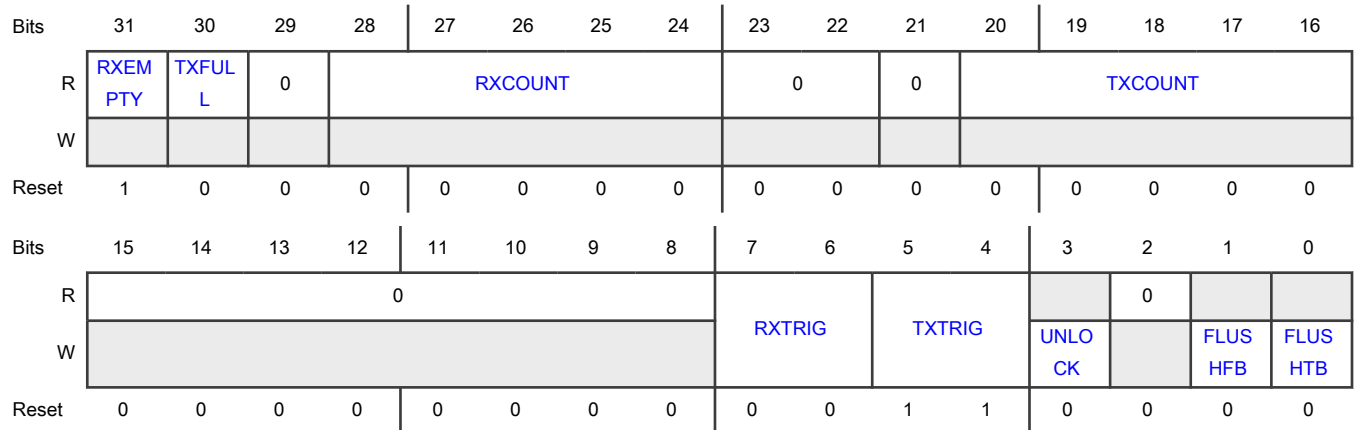 Bits 31 30 29 28 27 26 25 24 23 22 21 20 19 18 17 16
R RXEM TXFUL 0 RXCOUNT 0 0 TXCOUNT
PTY L
W
Reset 1 0 0 0 0 0 0 0 0 0 0 0 0 0 0 0
Bits 15 14 13 12 11 10 9 8 7 6 5 4 3 2 1 0
R 0 RXTRIG TXTRIG 0
W UNLO FLUS FLUS
CK HFB HTB
Reset 0 0 0 0 0 0 0 0 0 0 1 1 0 0 0 0